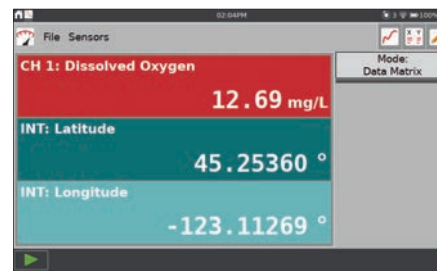 02:04PM
100%
File Sensors
Mode:
Data Matrix
CH 1: Dissolved Oxygen
12.69 mg/L
INT: Latitude
45.25360 °
INT: Longitude
-123.11269 °